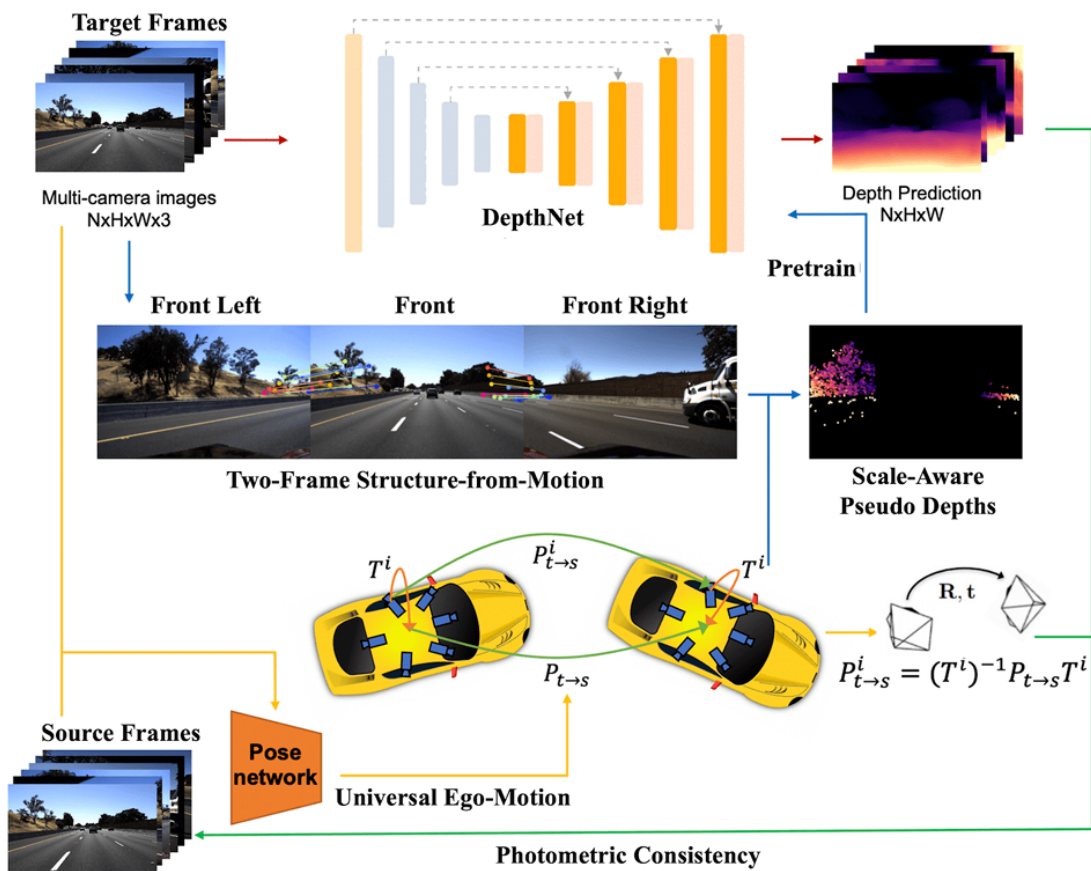 Target Frames
Multi-camera images
NxHxWx3
DepthNet
Depth Prediction
NxHxW
Pretrain
Front Left
Front
Front Right
Two-Frame Structure-from-Motion
Scale-Aware
Pseudo Depths
P^i_{t→s}
T^i
T^i
R, t
P_{t→s}
P^i_{t→s} = (T^i)^{-1}P_{t→s}T^i
Source Frames
Pose
network
Universal Ego-Motion
Photometric Consistency